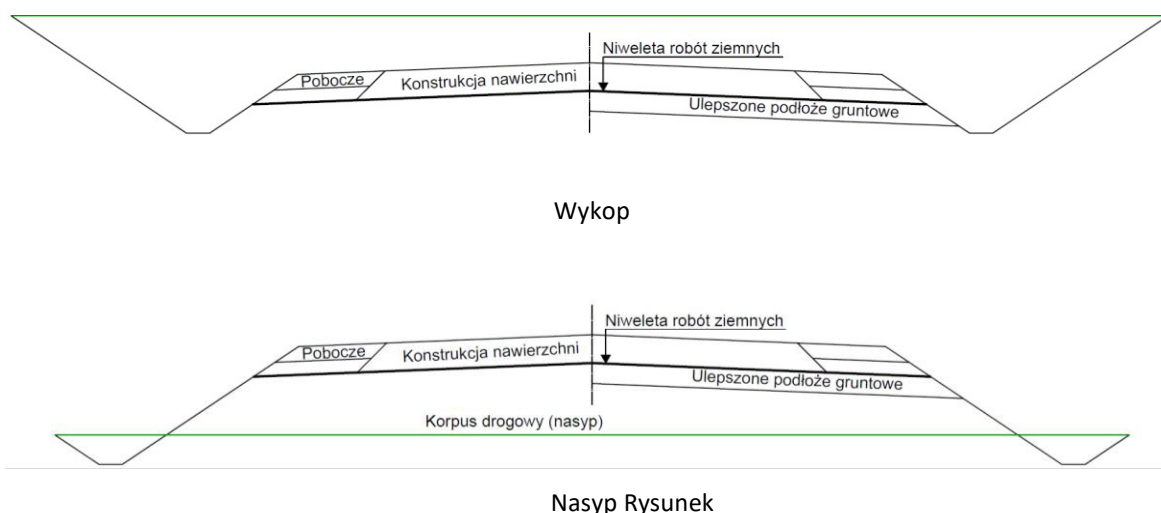 Niweleta robót ziemnych
Pobocze
Konstrukcja nawierzchni
Ulepszone podłoże gruntowe
Wykop
Niweleta robót ziemnych
Pobocze
Konstrukcja nawierzchni
Ulepszone podłoże gruntowe
Korpus drogowy (nasyp)
Nasyp Rysunek